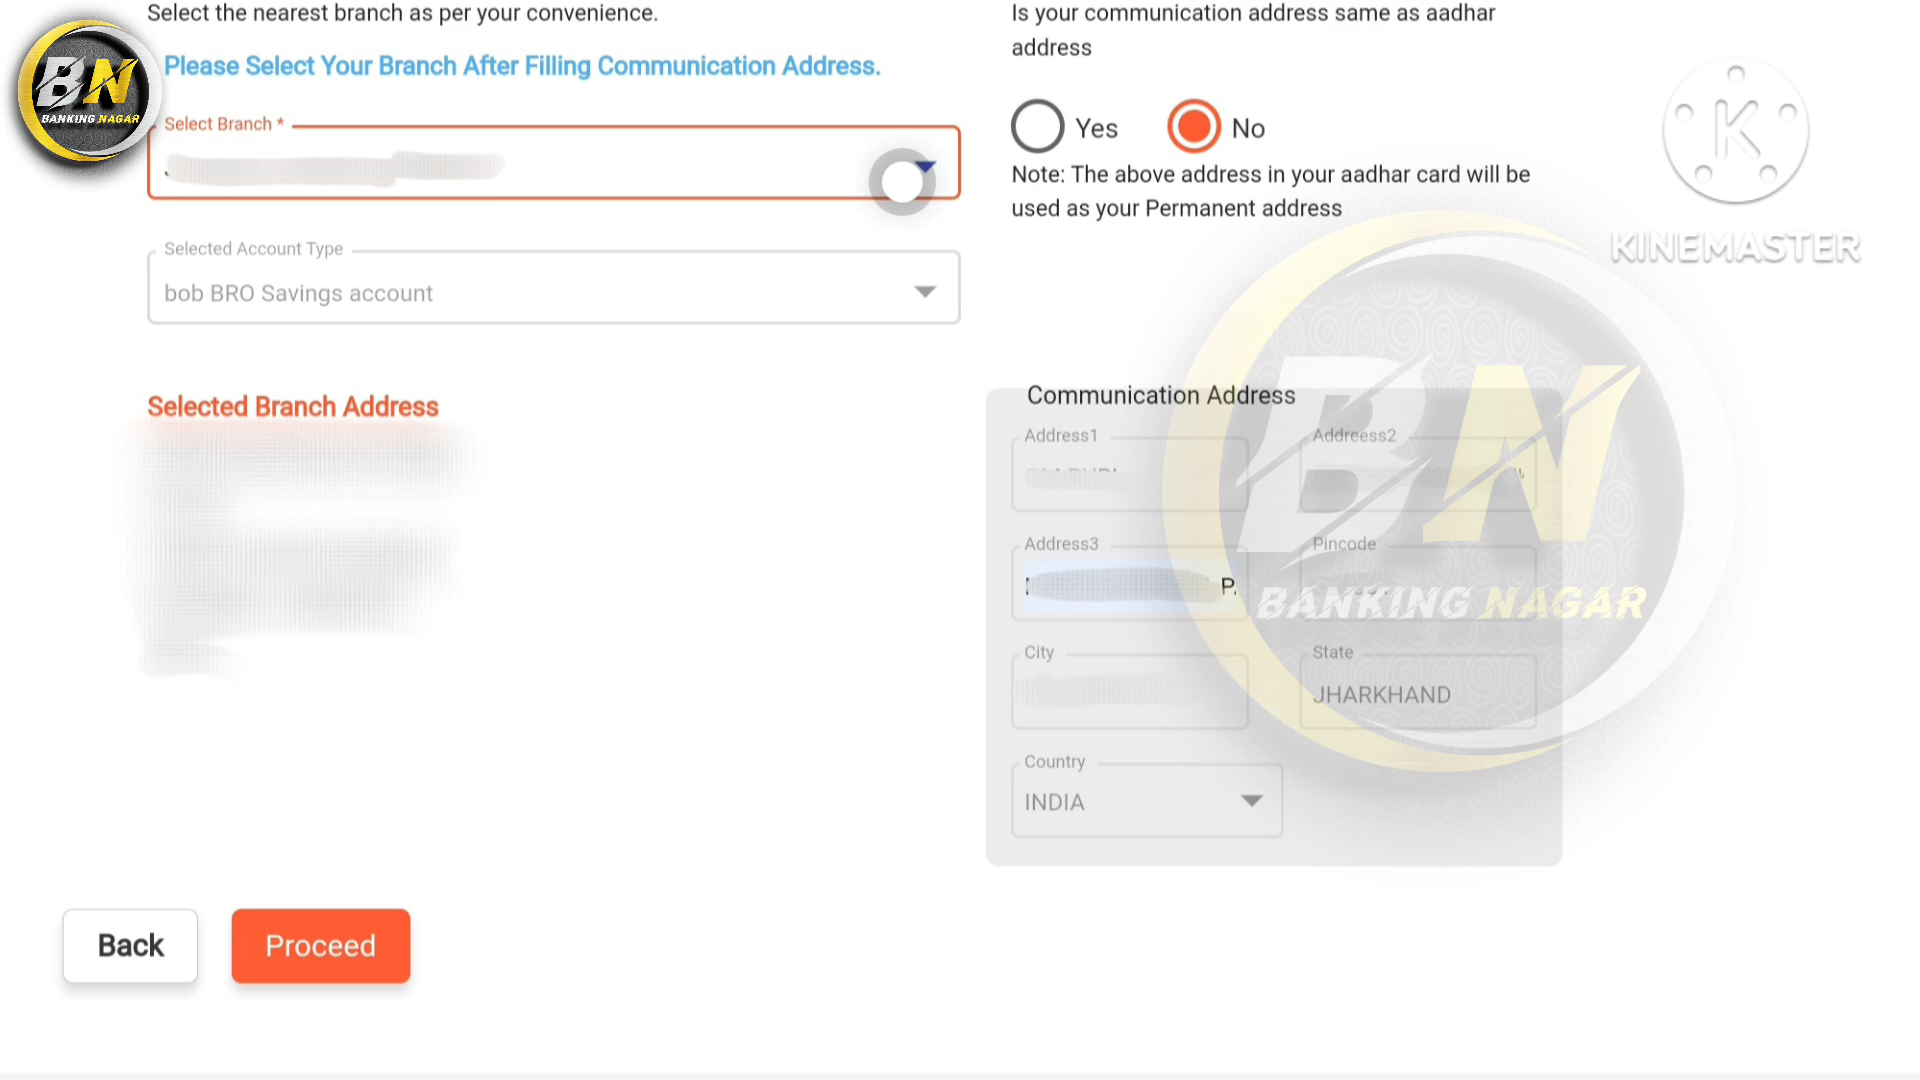 Select the nearest branch as per your convenience.
Please Select Your Branch After Filling Communication Address.
BN
BANKING NAGAR
Select Branch *
Selected Account Type
bob BRO Savings account
Selected Branch Address
Is your communication address same as aadhar
address
Yes
No
Note: The above address in your aadhar card will be
used as your Permanent address
K
KINEMASTER
Communication Address
Address1
Addreess2
Address3
Pincode
BN
BANKING NAGAR
City
State
JHARKHAND
Country
INDIA
Back
Proceed